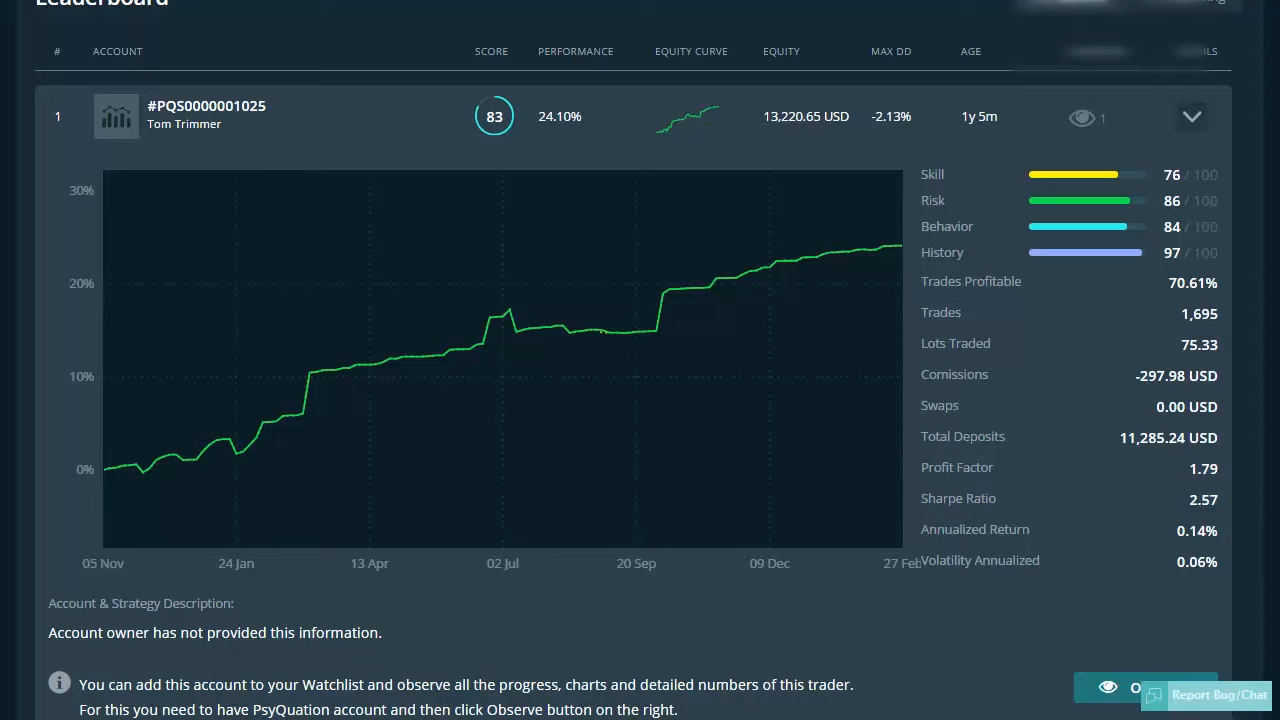 Leaderboard
# ACCOUNT SCORE PERFORMANCE EQUITY CURVE EQUITY MAX DD AGE
1 #PQS0000001025 83 24.10% 13,220.65 USD -2.13% 1y 5m 1
Tom Trimmer
30%
20%
10%
0%
05 Nov 24 Jan 13 Apr 02 Jul 20 Sep 09 Dec 27 Feb
Skill 76 / 100
Risk 86 / 100
Behavior 84 / 100
History 97 / 100
Trades Profitable 70.61%
Trades 1,695
Lots Traded 75.33
Comissions -297.98 USD
Swaps 0.00 USD
Total Deposits 11,285.24 USD
Profit Factor 1.79
Sharpe Ratio 2.57
Annualized Return 0.14%
Volatility Annualized 0.06%
Account & Strategy Description:
Account owner has not provided this information.
You can add this account to your Watchlist and observe all the progress, charts and detailed numbers of this trader.
For this you need to have PsyQuation account and then click Observe button on the right.
Report Bug/Chat